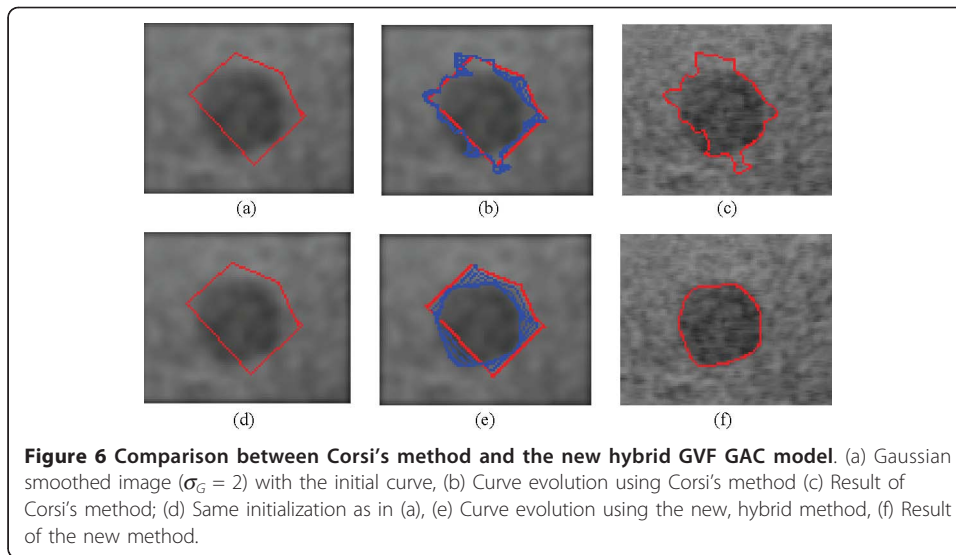 (a)
(b)
(c)
(d)
(e)
(f)
Figure 6 Comparison between Corsi's method and the new hybrid GVF GAC model. (a) Gaussian
smoothed image (σG = 2) with the initial curve, (b) Curve evolution using Corsi's method (c) Result of
Corsi's method; (d) Same initialization as in (a), (e) Curve evolution using the new, hybrid method, (f) Result
of the new method.